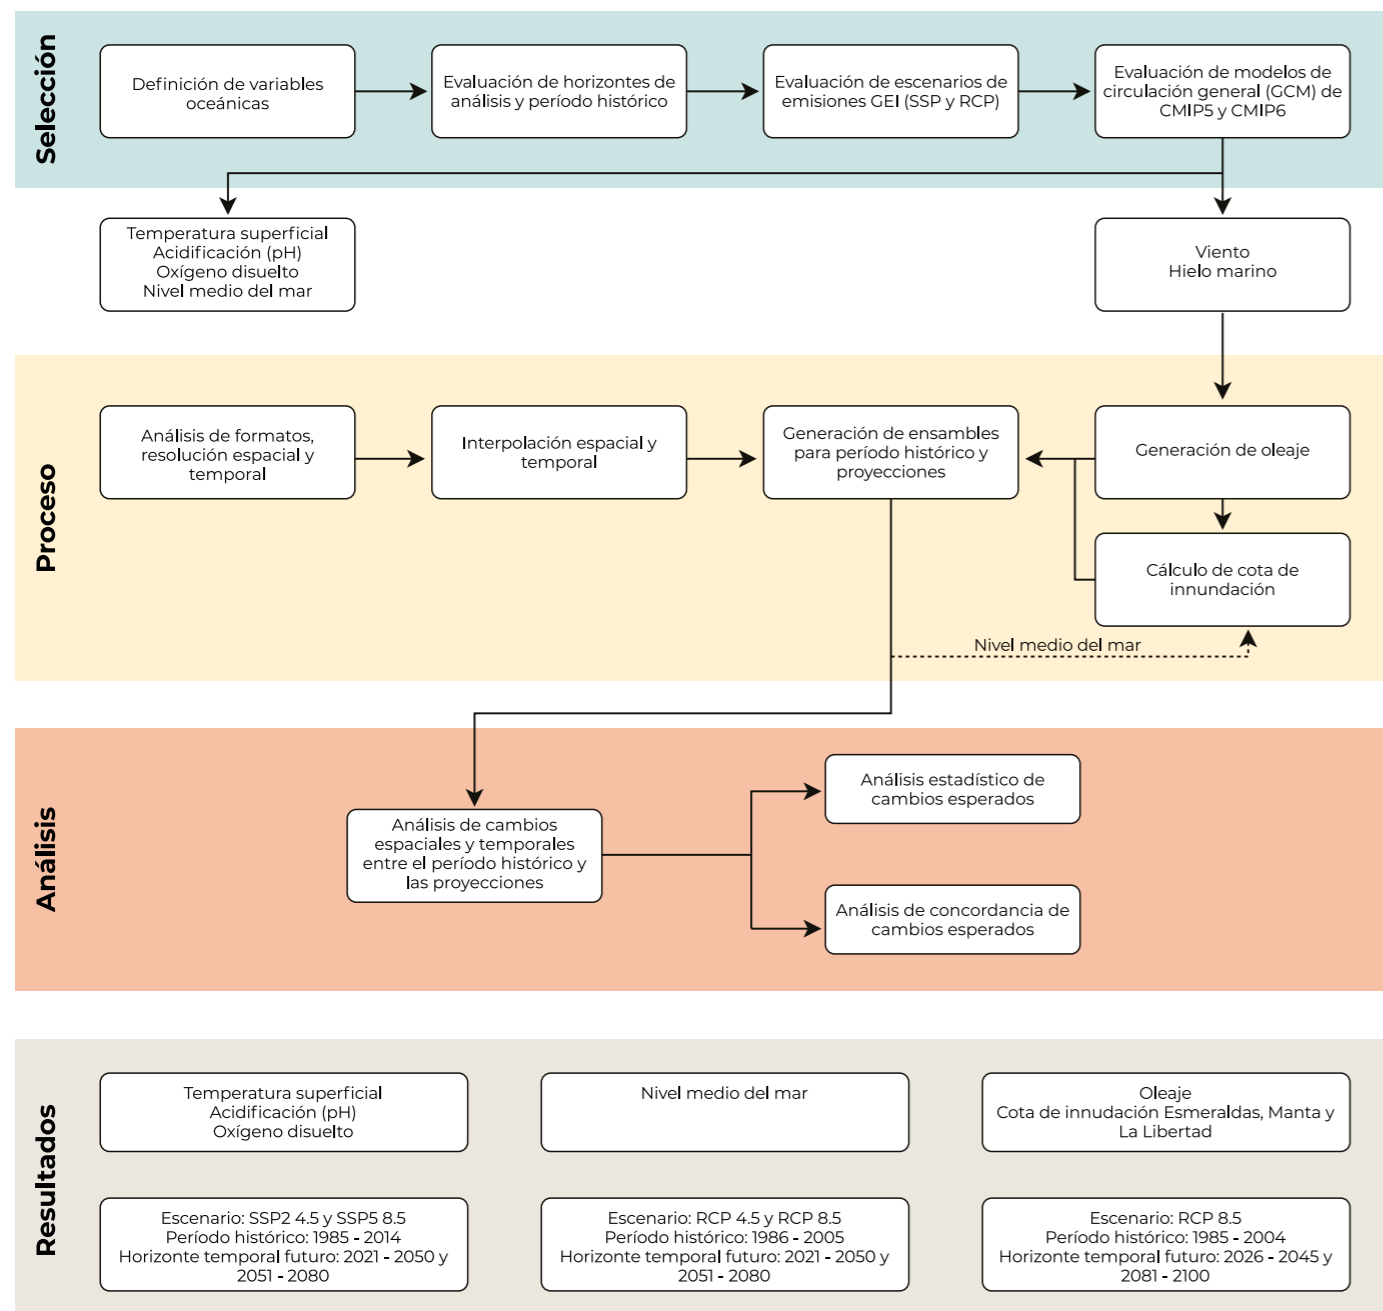 Selección
Definición de variables
oceánicas
Evaluación de horizontes de
análisis y período histórico
Evaluación de escenarios de
emisiones GEI (SSP y RCP)
Evaluación de modelos de
circulación general (GCM) de
CMIP5 y CMIP6
Temperatura superficial
Acidificación (pH)
Oxígeno disuelto
Nivel medio del mar
Viento
Hielo marino
Proceso
Análisis de formatos,
resolución espacial y
temporal
Interpolación espacial y
temporal
Generación de ensambles
para período histórico y
proyecciones
Generación de oleaje
Cálculo de cota de
innundación
Nivel medio del mar
Análisis
Análisis de cambios
espaciales y temporales
entre el período histórico y
las proyecciones
Análisis estadístico de
cambios esperados
Análisis de concordancia de
cambios esperados
Resultados
Temperatura superficial
Acidificación (pH)
Oxígeno disuelto
Nivel medio del mar
Oleaje
Cota de innudación Esmeraldas, Manta y
La Libertad
Escenario: SSP2 4.5 y SSP5 8.5
Período histórico: 1985 - 2014
Horizonte temporal futuro: 2021 - 2050 y
2051 - 2080
Escenario: RCP 4.5 y RCP 8.5
Período histórico: 1986 - 2005
Horizonte temporal futuro: 2021 - 2050 y
2051 - 2080
Escenario: RCP 8.5
Período histórico: 1985 - 2004
Horizonte temporal futuro: 2026 - 2045 y
2081 - 2100